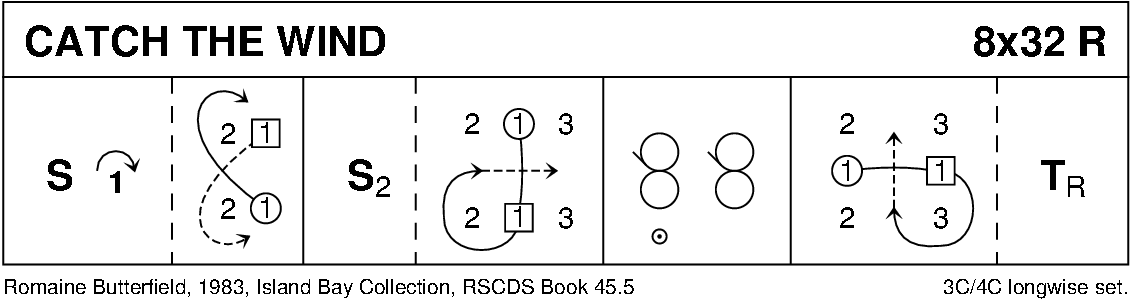 CATCH THE WIND 8x32 R
2 1 2 1 3 2 3
S 1 S2 1 1 TR
2 1 2 1 3 2 3
Romaine Butterfield, 1983, Island Bay Collection, RSCDS Book 45.5 3C/4C longwise set.